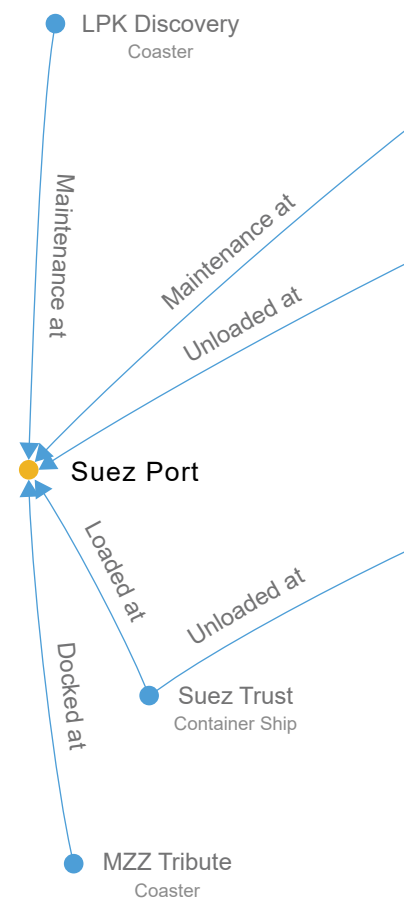 LPK Discovery
Coaster
Maintenance at
Maintenance at
Unloaded at
Suez Port
Loaded at
Unloaded at
Docked at
Suez Trust
Container Ship
MZZ Tribute
Coaster